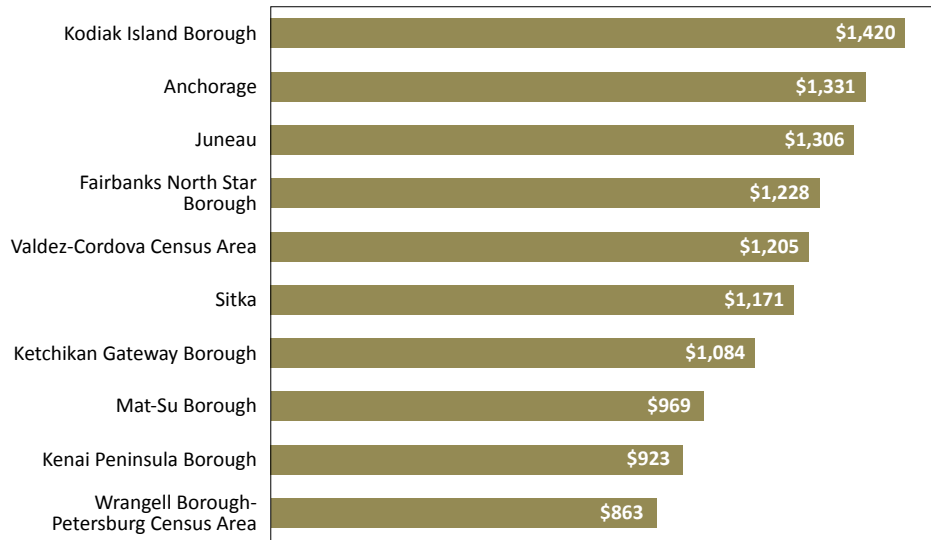 Kodiak Island Borough
$1,420
Anchorage
$1,331
Juneau
$1,306
Fairbanks North Star
Borough
$1,228
Valdez-Cordova Census Area
$1,205
Sitka
$1,171
Ketchikan Gateway Borough
$1,084
Mat-Su Borough
$969
Kenai Peninsula Borough
$923
Wrangell Borough-
Petersburg Census Area
$863